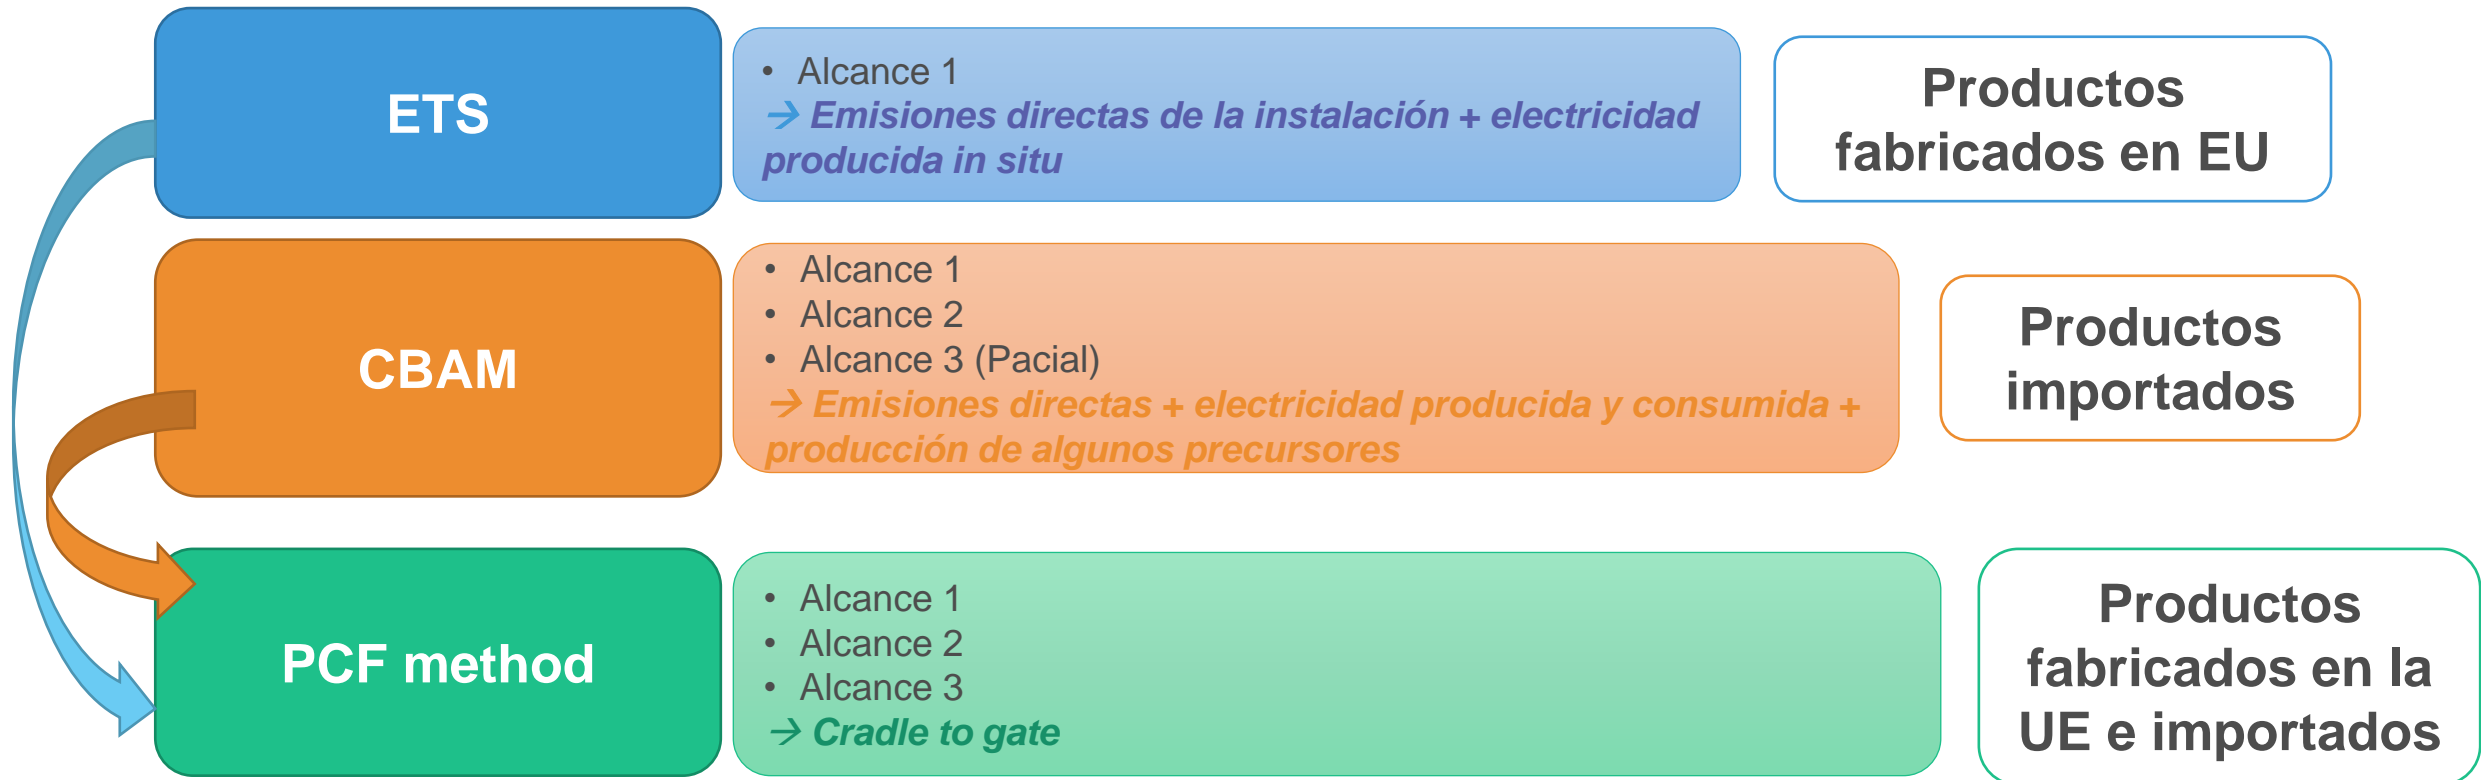 ETS
• Alcance 1
→ Emisiones directas de la instalación + electricidad
producida in situ
Productos
fabricados en EU
CBAM
• Alcance 1
• Alcance 2
• Alcance 3 (Pacial)
→ Emisiones directas + electricidad producida y consumida +
producción de algunos precursores
Productos
importados
PCF method
• Alcance 1
• Alcance 2
• Alcance 3
→ Cradle to gate
Productos
fabricados en la
UE e importados